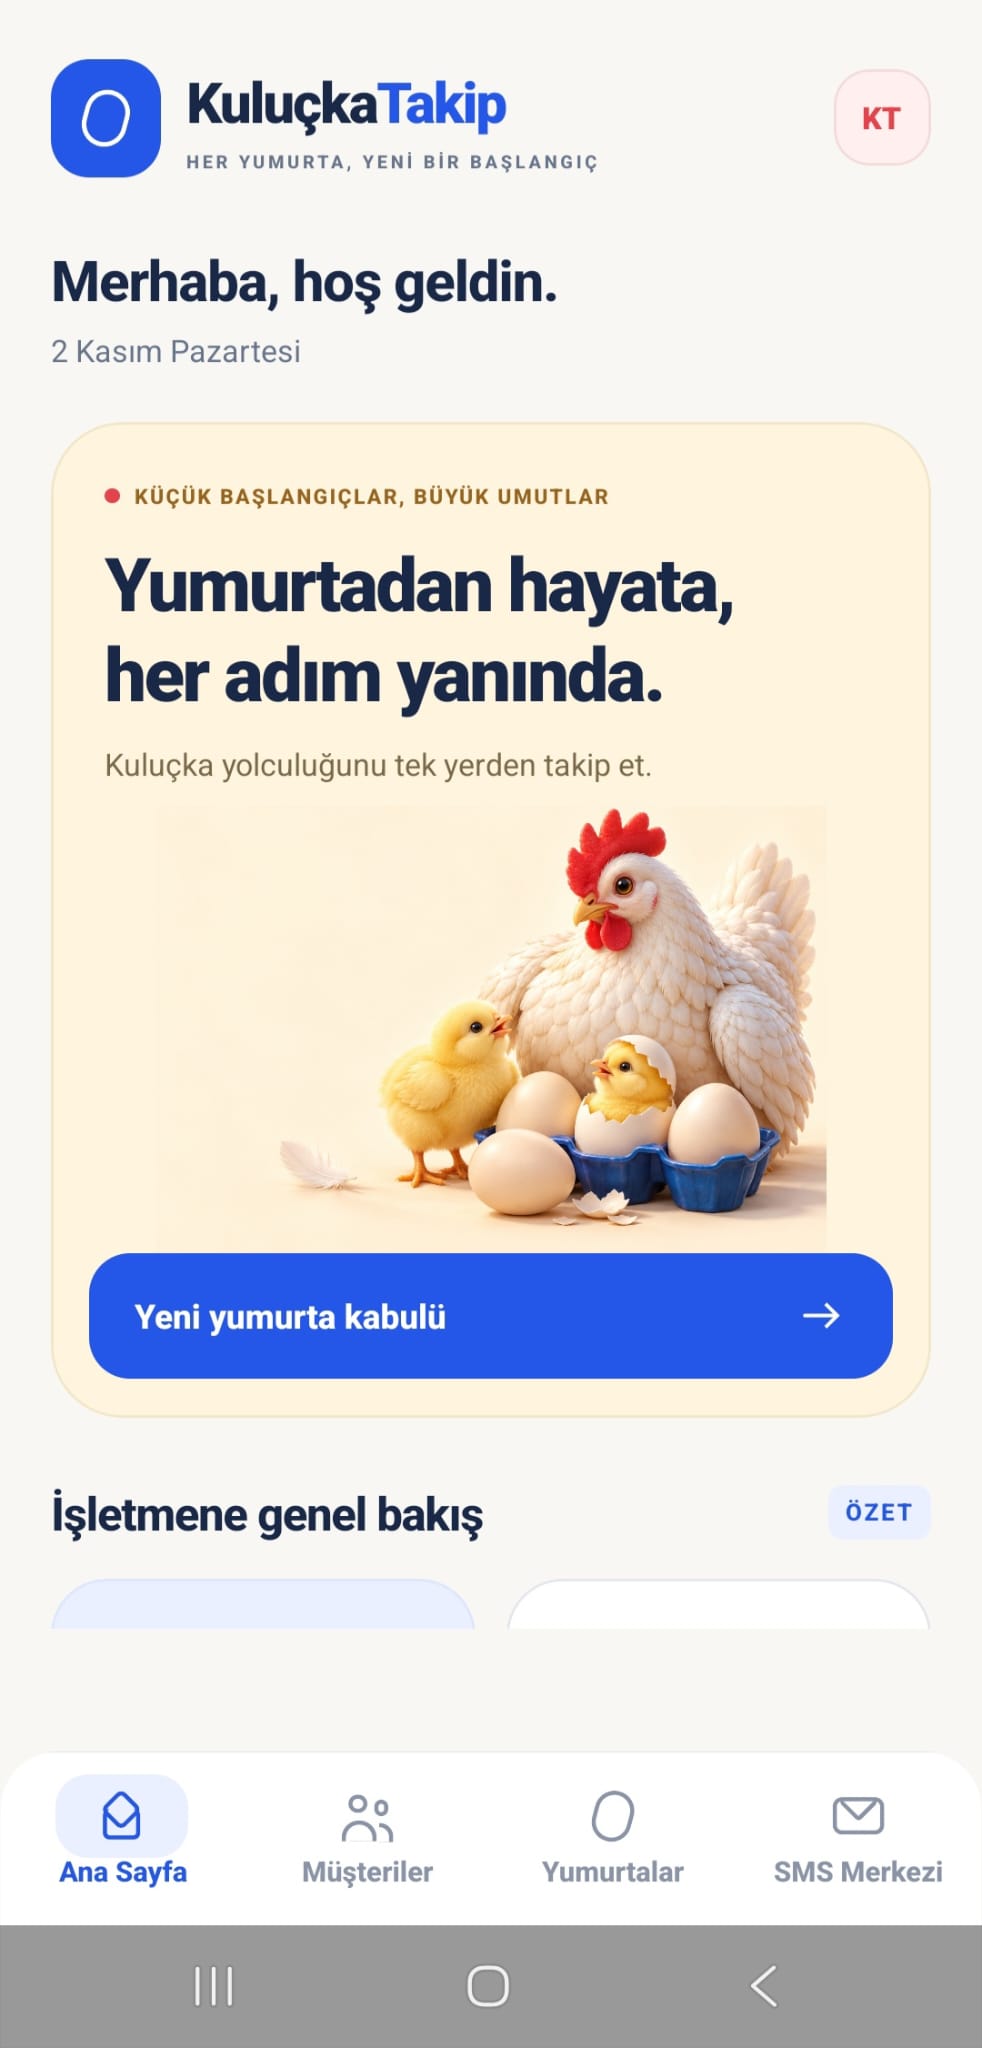 KuluçkaTakip
HER YUMURTA, YENİ BİR BAŞLANGIÇ
KT
Merhaba, hoş geldin.
2 Kasım Pazartesi
KÜÇÜK BAŞLANGIÇLAR, BÜYÜK UMUTLAR
Yumurtadan hayata,
her adım yanında.
Kuluçka yolculuğunu tek yerden takip et.
Yeni yumurta kabulü
İşletmene genel bakış
ÖZET
Ana Sayfa
Müşteriler
Yumurtalar
SMS Merkezi